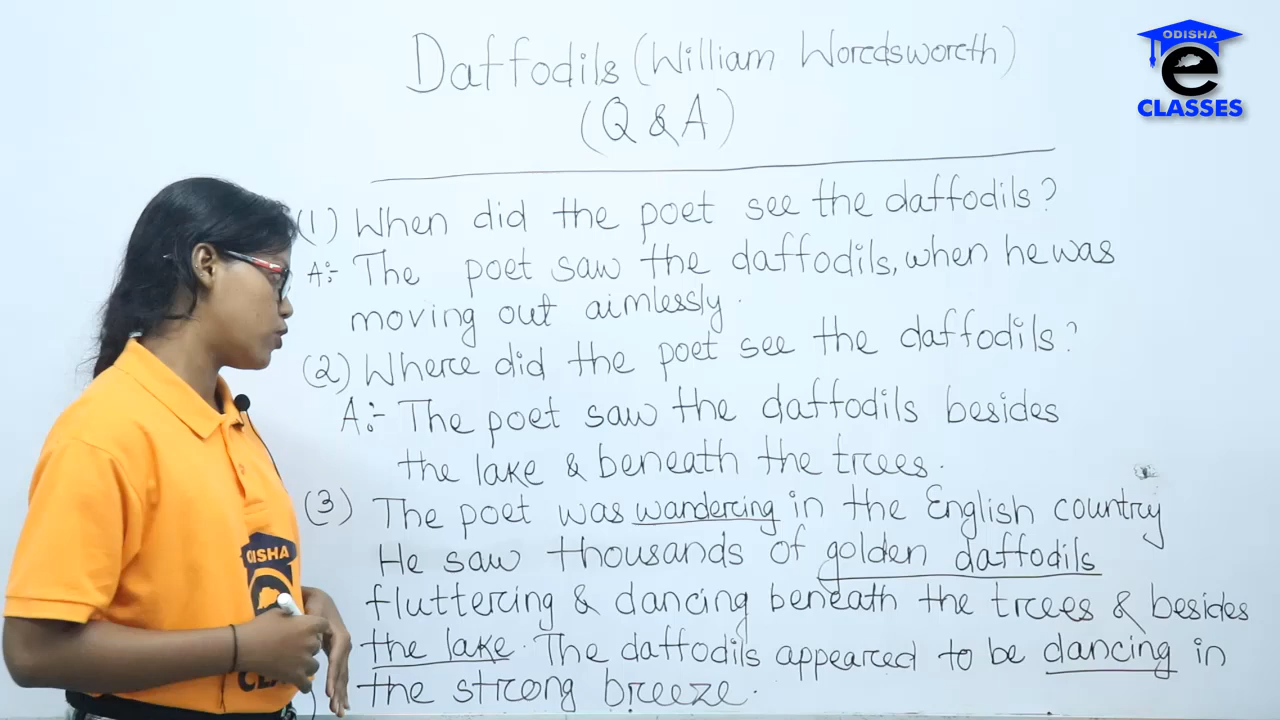 Daffodils (William Wordsworth)
(Q & A)
ODISHA
e
CLASSES
(1) When did the poet see the daffodils?
A:- The poet saw the daffodils, when he was
moving out aimlessly.
(2) Where did the poet see the daffodils?
A:- The poet saw the daffodils besides
the lake & beneath the trees.
(3) The poet was wandering in the English country
He saw thousands of golden daffodils
fluttering & dancing beneath the trees & besides
the lake. The daffodils appeared to be dancing in
the strong breeze.
ODISHA